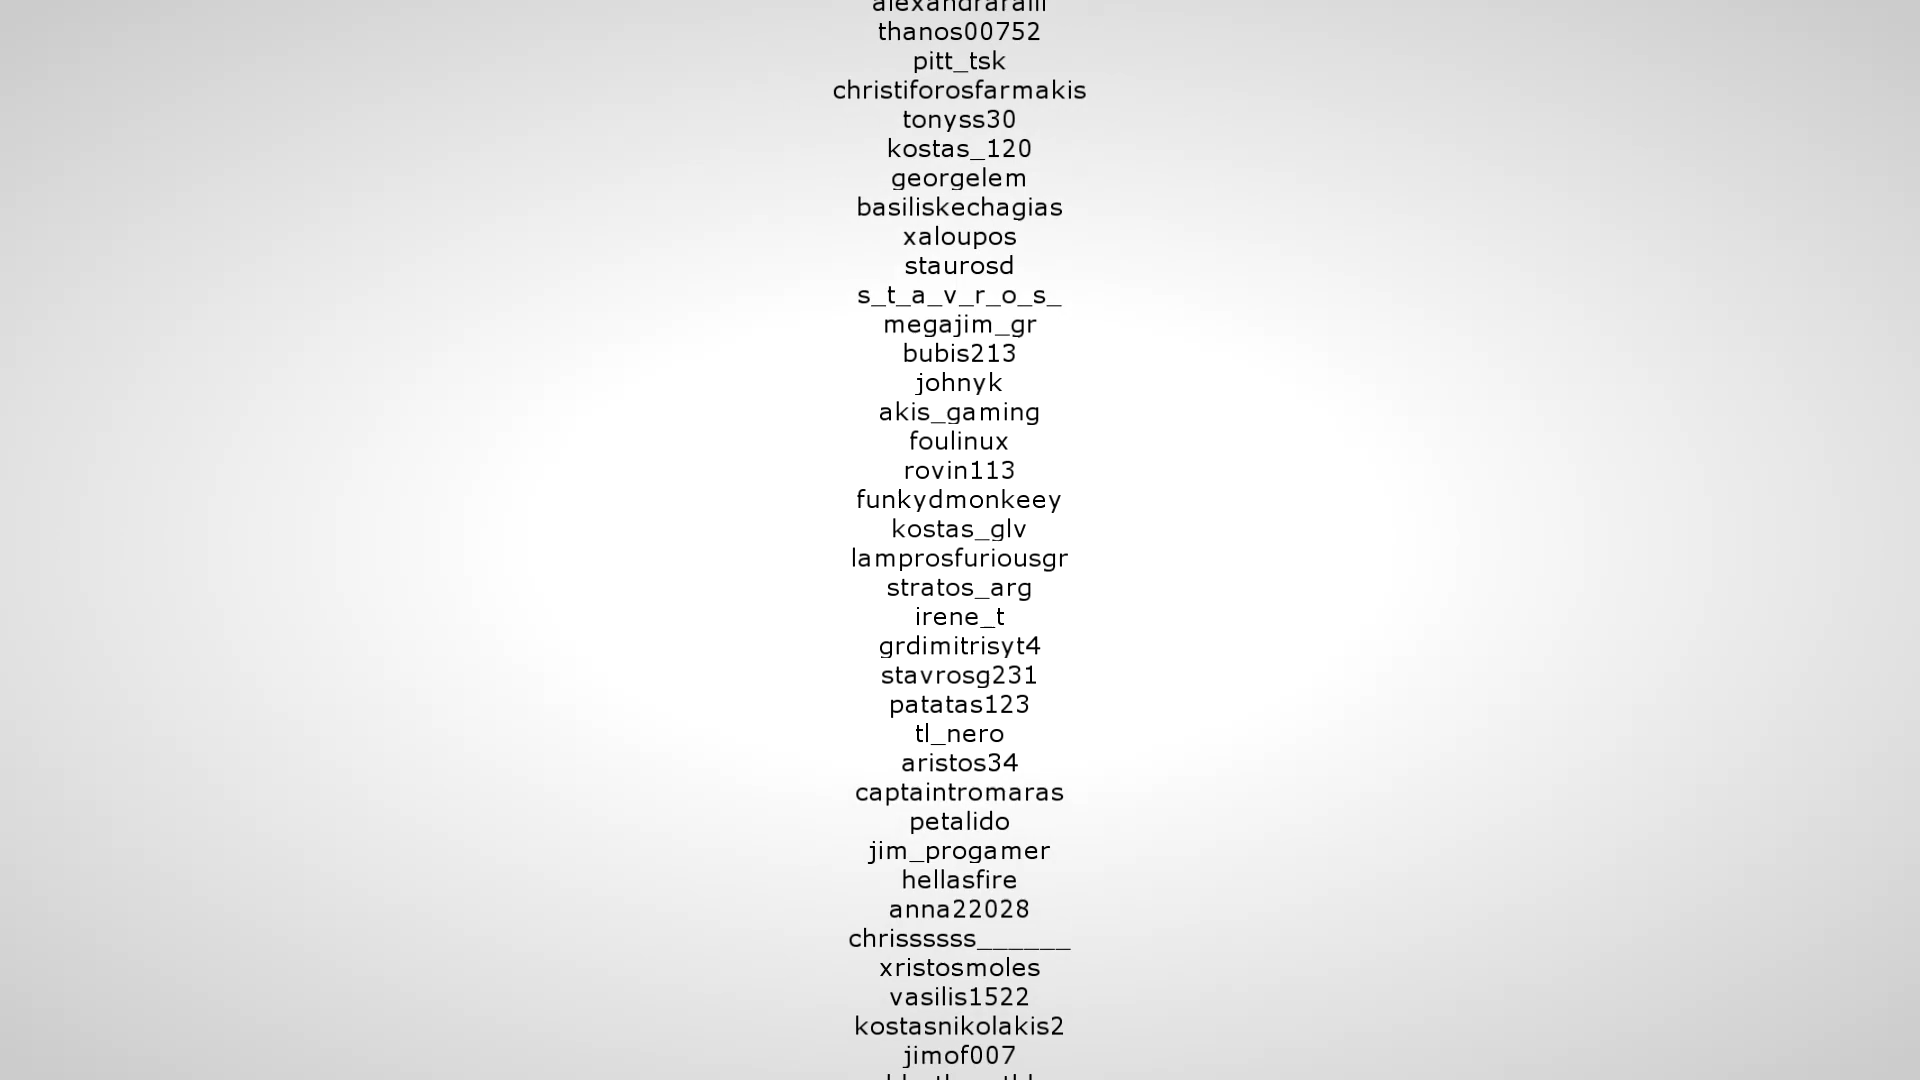 thanos00752
pitt_tsk
christiforosfarmakis
tonyss30
kostas_120
georgelem
basiliskechagias
xaloupos
staurosd
s_t_a_v_r_o_s_
megajim_gr
bubis213
johnyk
akis_gaming
foulinux
rovin113
funkydmonkeey
kostas_glv
lamprosfuriousgr
stratos_arg
irene_t
grdimitrisyt4
stavrosg231
patatas123
tl_nero
aristos34
captaintromaras
petalido
jim_progamer
hellasfire
anna22028
chrissssss______
xristosmoles
vasilis1522
kostasnikolakis2
jimof007